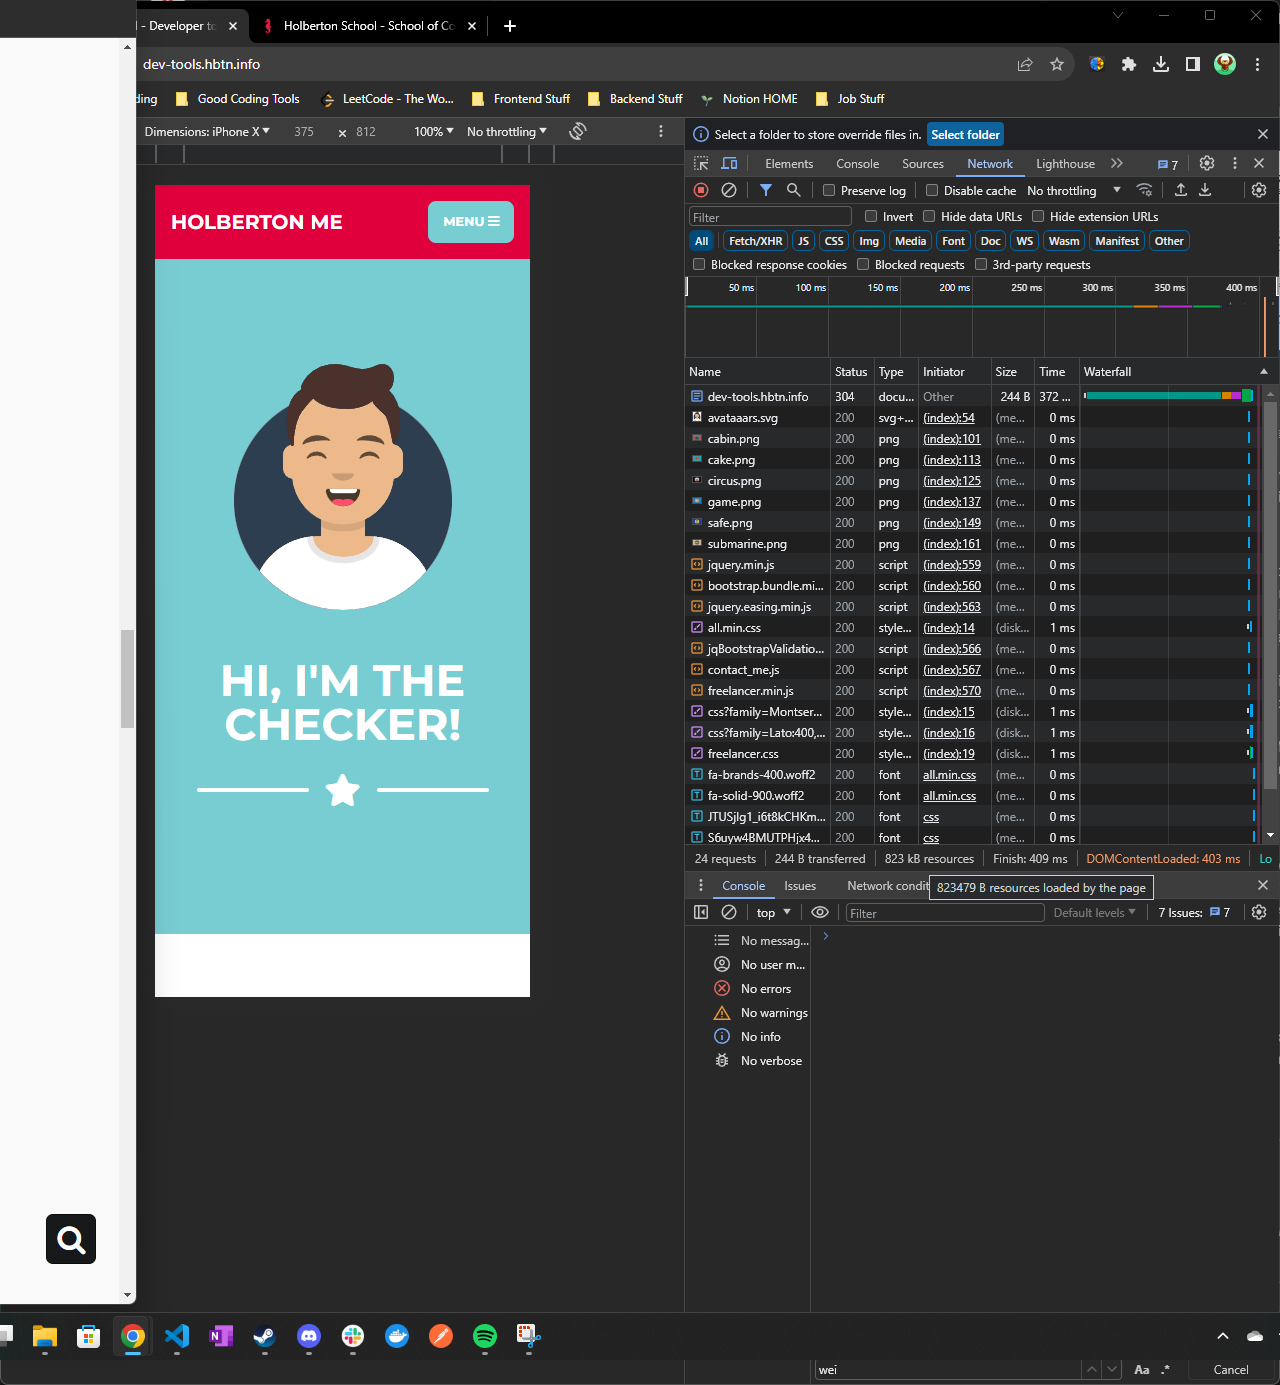 - Developer to
Holberton School - School of Co
dev-tools.hbtn.info
ding
Good Coding Tools
LeetCode - The Wo...
Frontend Stuff
Backend Stuff
Notion HOME
Job Stuff
Dimensions: iPhone X
375
×
812
100%
No throttling
Select a folder to store override files in.
Select folder
Elements
Console
Sources
Network
Lighthouse
7
Preserve log
Disable cache
No throttling
Filter
Invert
Hide data URLs
Hide extension URLs
All
Fetch/XHR
JS
CSS
Img
Media
Font
Doc
WS
Wasm
Manifest
Other
Blocked response cookies
Blocked requests
3rd-party requests
50 ms
100 ms
150 ms
200 ms
250 ms
300 ms
350 ms
400 ms
HOLBERTON ME
MENU
HI, I'M THE
CHECKER!
Name Status Type Initiator Size Time Waterfall
dev-tools.hbtn.info 304 docu... Other 244 B 372 ...
avataaars.svg 200 svg+... (index):54 (me... 0 ms
cabin.png 200 png (index):101 (me... 0 ms
cake.png 200 png (index):113 (me... 0 ms
circus.png 200 png (index):125 (me... 0 ms
game.png 200 png (index):137 (me... 0 ms
safe.png 200 png (index):149 (me... 0 ms
submarine.png 200 png (index):161 (me... 0 ms
jquery.min.js 200 script (index):559 (me... 0 ms
bootstrap.bundle.mi... 200 script (index):560 (me... 0 ms
jquery.easing.min.js 200 script (index):563 (me... 0 ms
all.min.css 200 style... (index):14 (disk... 1 ms
jqBootstrapValidatio... 200 script (index):566 (me... 0 ms
contact_me.js 200 script (index):567 (me... 0 ms
freelancer.min.js 200 script (index):570 (me... 0 ms
css?family=Montser... 200 style... (index):15 (disk... 1 ms
css?family=Lato:400,... 200 style... (index):16 (disk... 1 ms
freelancer.css 200 style... (index):19 (disk... 1 ms
fa-brands-400.woff2 200 font all.min.css (me... 0 ms
fa-solid-900.woff2 200 font all.min.css (me... 0 ms
JTUSjIg1_i6t8kCHKm... 200 font css (me... 0 ms
S6uyw4BMUTPHjx4... 200 font css (me... 0 ms
24 requests
244 B transferred
823 kB resources
Finish: 409 ms
DOMContentLoaded: 403 ms
Lo
Console
Issues
Network condit
823479 B resources loaded by the page
top
Filter
Default levels
7 Issues:
7
No messag...
No user m...
No errors
No warnings
No info
No verbose
wei
Aa
.*
Cancel